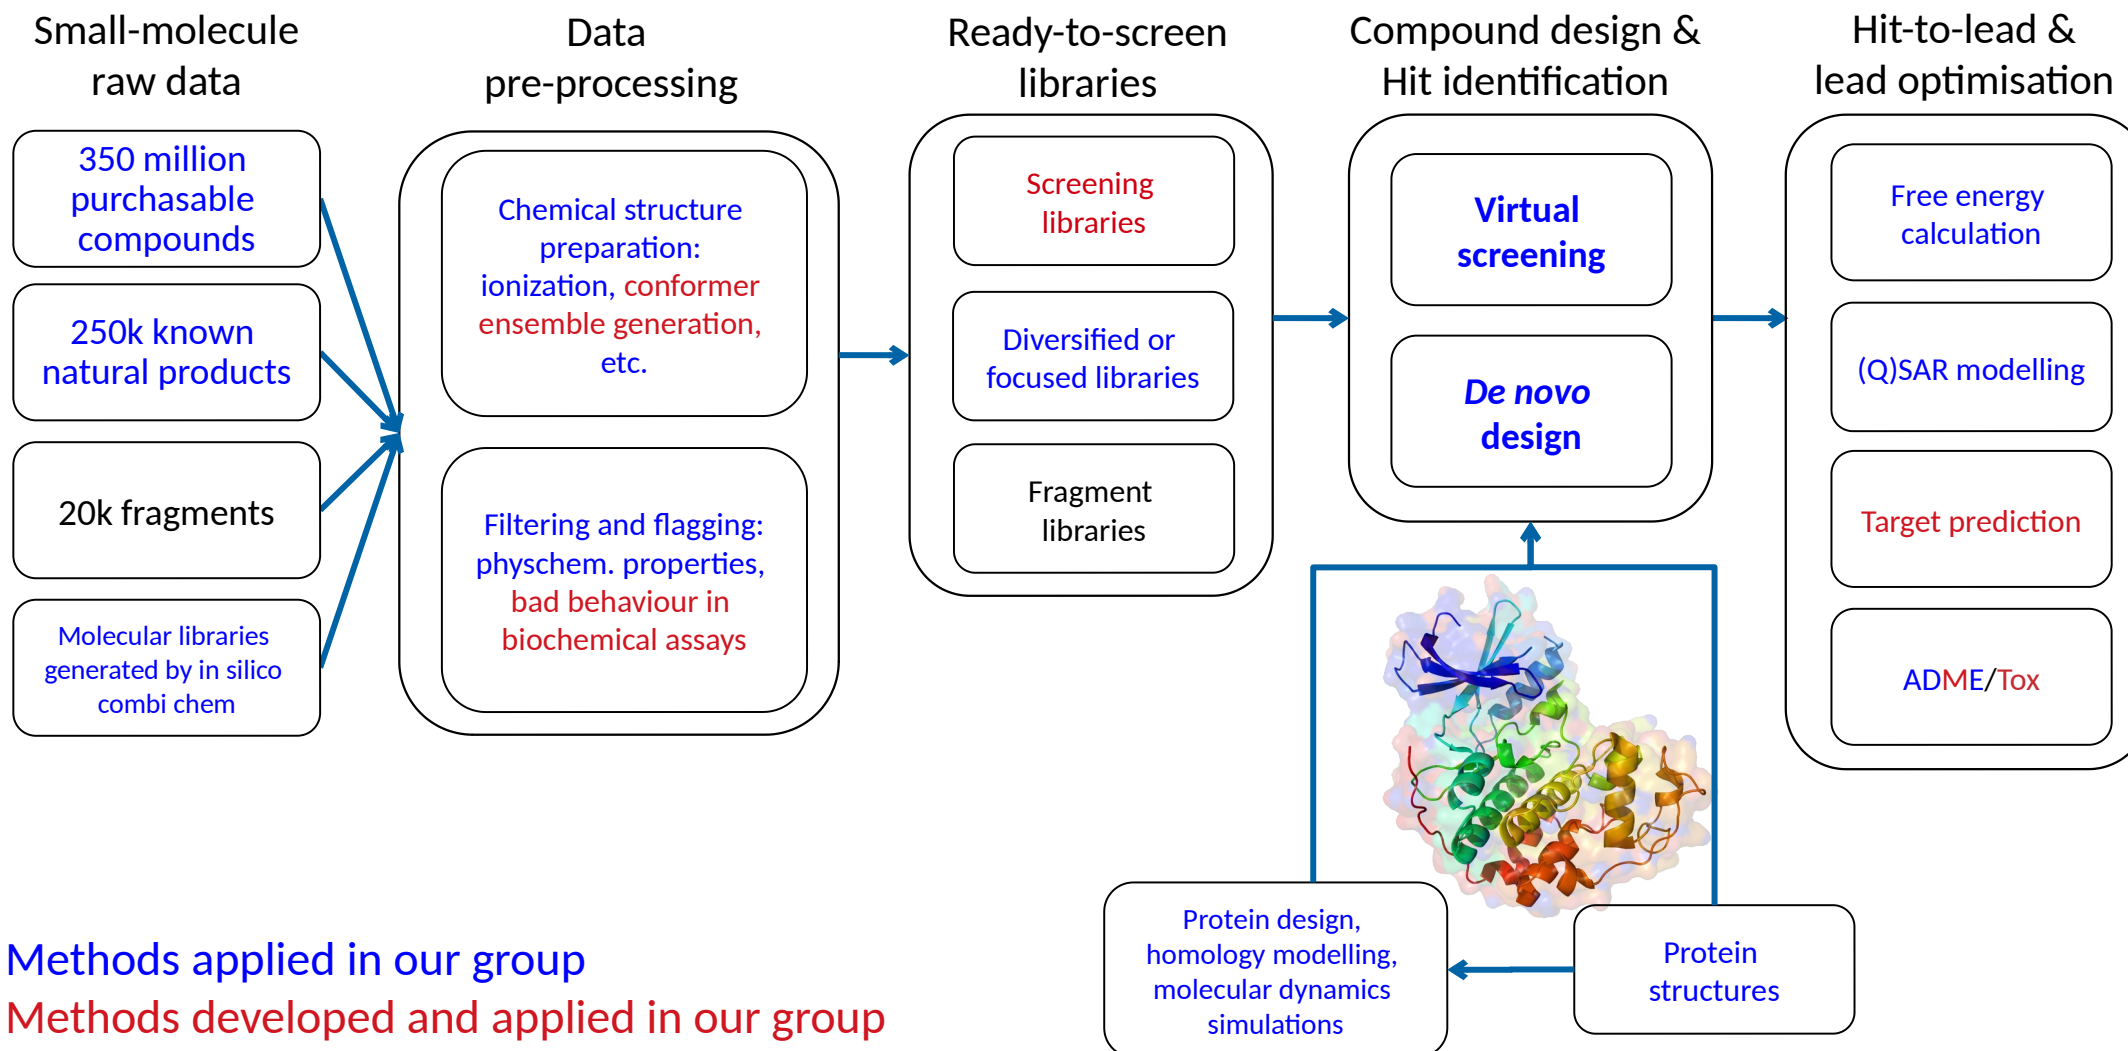 Small-molecule
raw data
350 million
purchasable
compounds
250k known
natural products
20k fragments
Molecular libraries
generated by in silico
combi chem
Data
pre-processing
Chemical structure
preparation:
ionization, conformer
ensemble generation,
etc.
Filtering and flagging:
physchem. properties,
bad behaviour in
biochemical assays
Ready-to-screen
libraries
Screening
libraries
Diversified or
focused libraries
Fragment
libraries
Compound design &
Hit identification
Virtual
screening
De novo
design
Hit-to-lead &
lead optimisation
Free energy
calculation
(Q)SAR modelling
Target prediction
ADME/Tox
Protein design,
homology modelling,
molecular dynamics
simulations
Protein
structures
Methods applied in our group
Methods developed and applied in our group